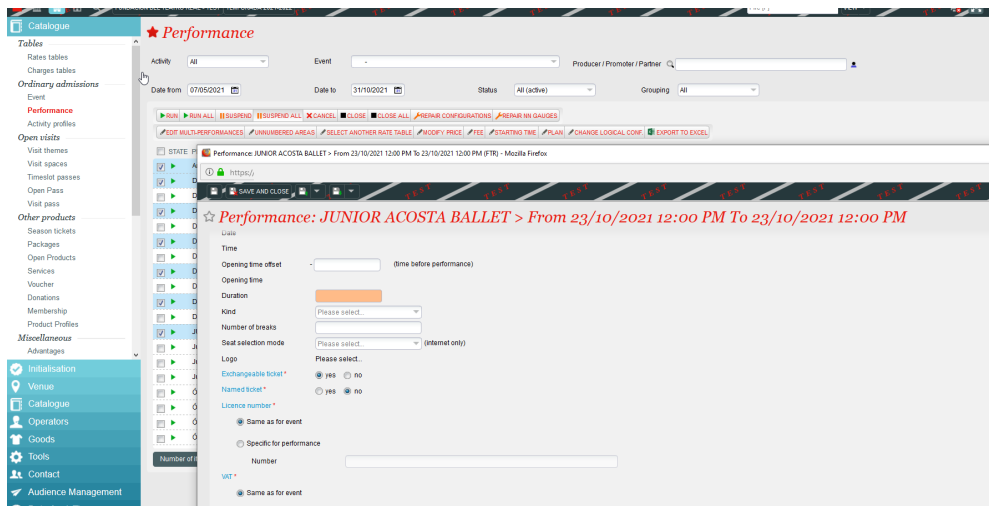 Catalogue
Tables
Rates tables
Charges tables
Ordinary admissions
Event
Performance
Activity profiles
Open visits
Visit themes
Visit spaces
Timeslot passes
Open Pass
Visit pass
Other products
Season tickets
Packages
Open Products
Services
Voucher
Donations
Membership
Product Profiles
Miscellaneous
Advantages
Initialisation
Venue
Catalogue
Operators
Goods
Tools
Contact
Audience Management
Performance
Activity All Event - Producer / Promoter / Partner
Date from 07/05/2021 Date to 31/10/2021 Status All (active) Grouping All
RUN RUN ALL SUSPEND SUSPEND ALL CANCEL CLOSE CLOSE ALL REPAIR CONFIGURATIONS REPAIR NN GAUGES
EDIT MULTI-PERFORMANCES UNNUMBERED AREAS SELECT ANOTHER RATE TABLE MODIFY PRICE FEE STARTING TIME PLAN CHANGE LOGICAL CONF. EXPORT TO EXCEL
STATE
Performance: JUNIOR ACOSTA BALLET > From 23/10/2021 12:00 PM To 23/10/2021 12:00 PM (FTR) - Mozilla Firefox
https:/
SAVE AND CLOSE TEST TEST TEST TEST TEST
Performance: JUNIOR ACOSTA BALLET > From 23/10/2021 12:00 PM To 23/10/2021 12:00 PM
Date
Time
Opening time offset - (time before performance)
Opening time
Duration
Kind Please select...
Number of breaks
Seat selection mode Please select... (internet only)
Logo Please select...
Exchangeable ticket * yes no
Named ticket * yes no
Licence number *
Same as for event
Specific for performance
Number
VAT *
Same as for event